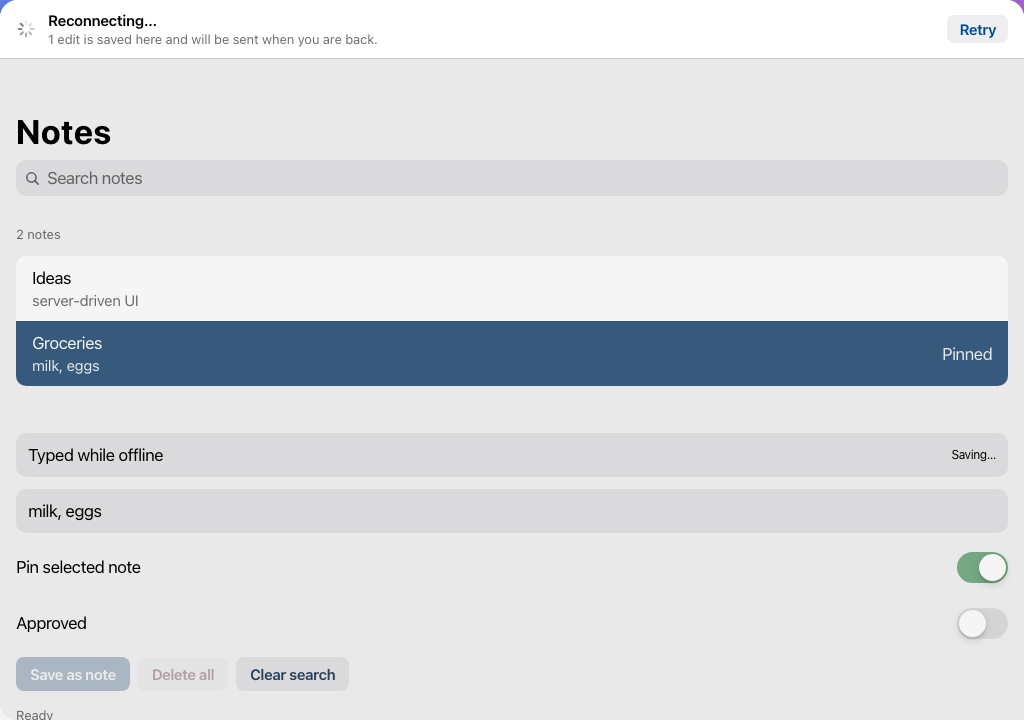 Reconnecting...
1 edit is saved here and will be sent when you are back.
Retry
Notes
Search notes
2 notes
Ideas
server-driven UI
Groceries
milk, eggs
Pinned
Typed while offline
Saving...
milk, eggs
Pin selected note
Approved
Save as note
Delete all
Clear search
Ready